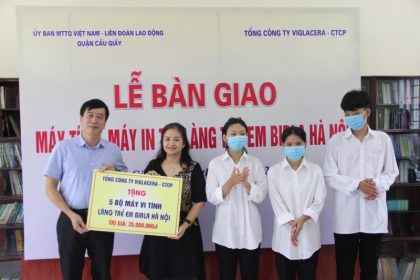 ỦY BAN MTTQ VIỆT NAM - LIÊN ĐOÀN LAO ĐỘNG
QUẬN CẦU GIẤY
TỔNG CÔNG TY VIGLACERA - CTCP
LỄ BÀN GIAO
MÁY TÍNH MÁY IN LÀNG TRẺ EM BIRLA HÀ NỘI
TỔNG CÔNG TY VIGLACERA - CTCP
TẶNG
5 BỘ MÁY VI TÍNH
LÀNG TRẺ EM BIRLA HÀ NỘI
TRỊ GIÁ: 35.000.000đ